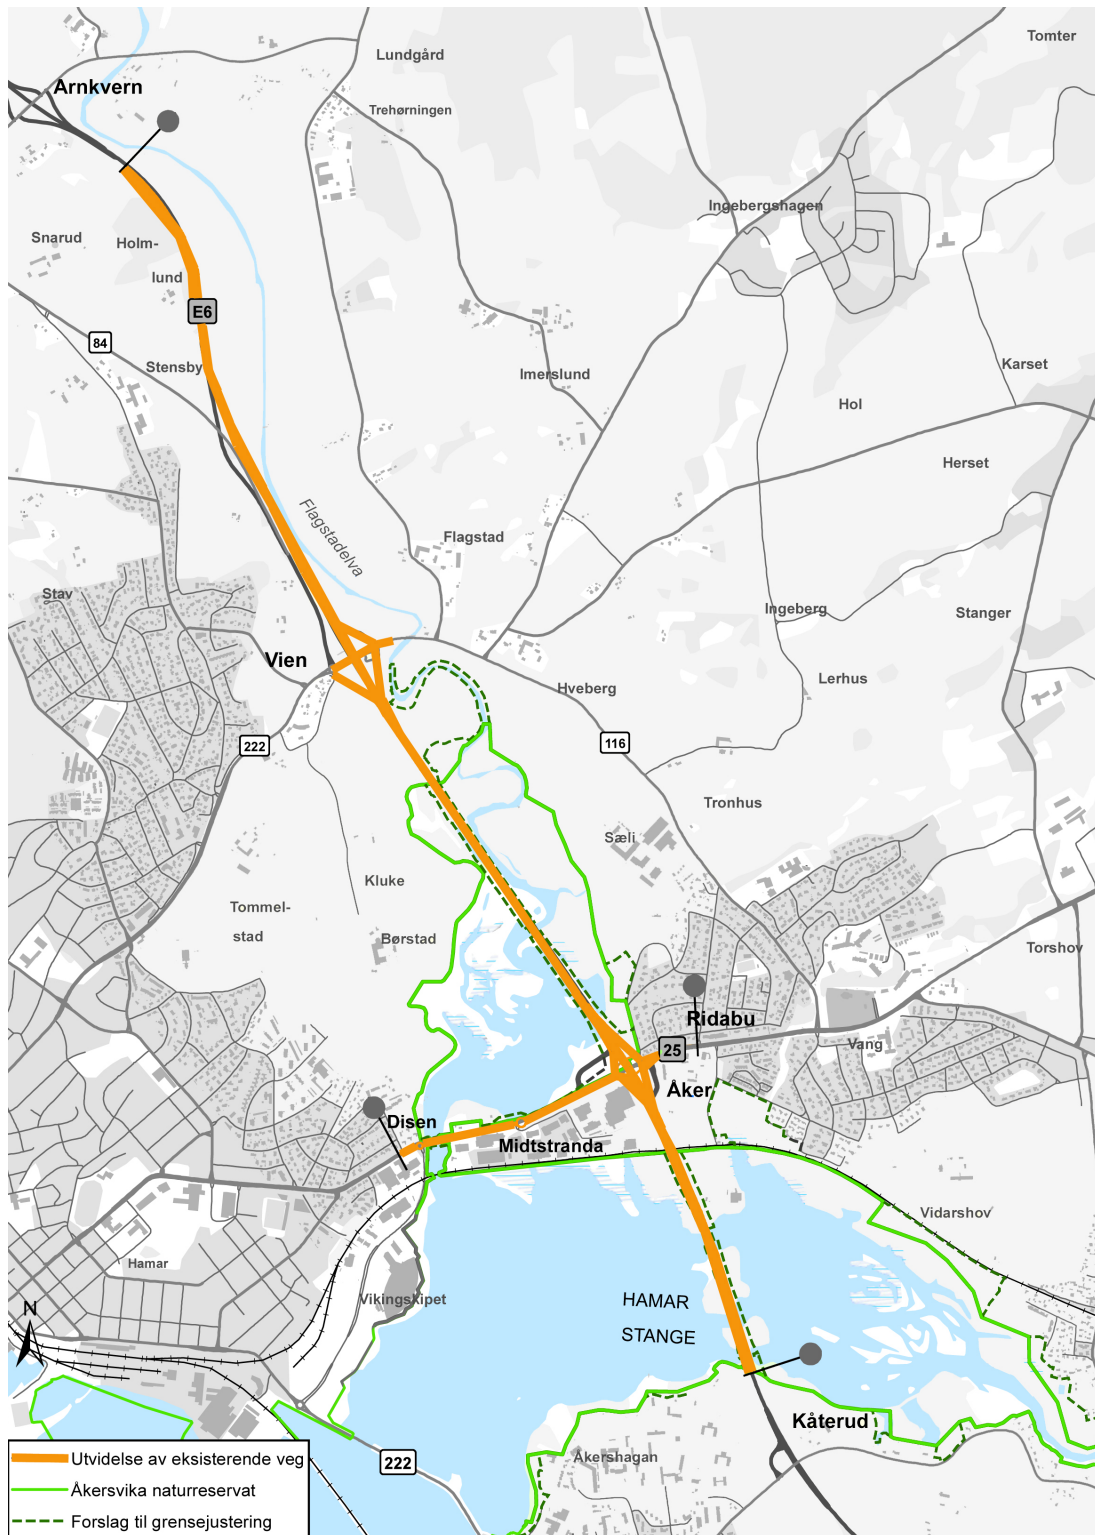 Tomter
Lundgård
Arnkvern
Trehørningen
Ingebergshagen
Snarud
Holm-
lund
E6
84
Stensby
Imerslund
Karset
Hol
Herset
Flagstadelva
Flagstad
Stav
Ingeberg
Stanger
Vien
Hveberg
Lerhus
222
116
Tronhus
Sæli
Kluke
Tommel-
stad
Børstad
Torshov
Ridabu
Vang
25
Åker
Disen
Midtstranda
Vidarshov
Hamar
Vikingskipet
HAMAR
STANGE
N
Kåterud
Åkershagan
222
Utvidelse av eksisterende veg
Åkersvika naturreservat
Forslag til grensejustering